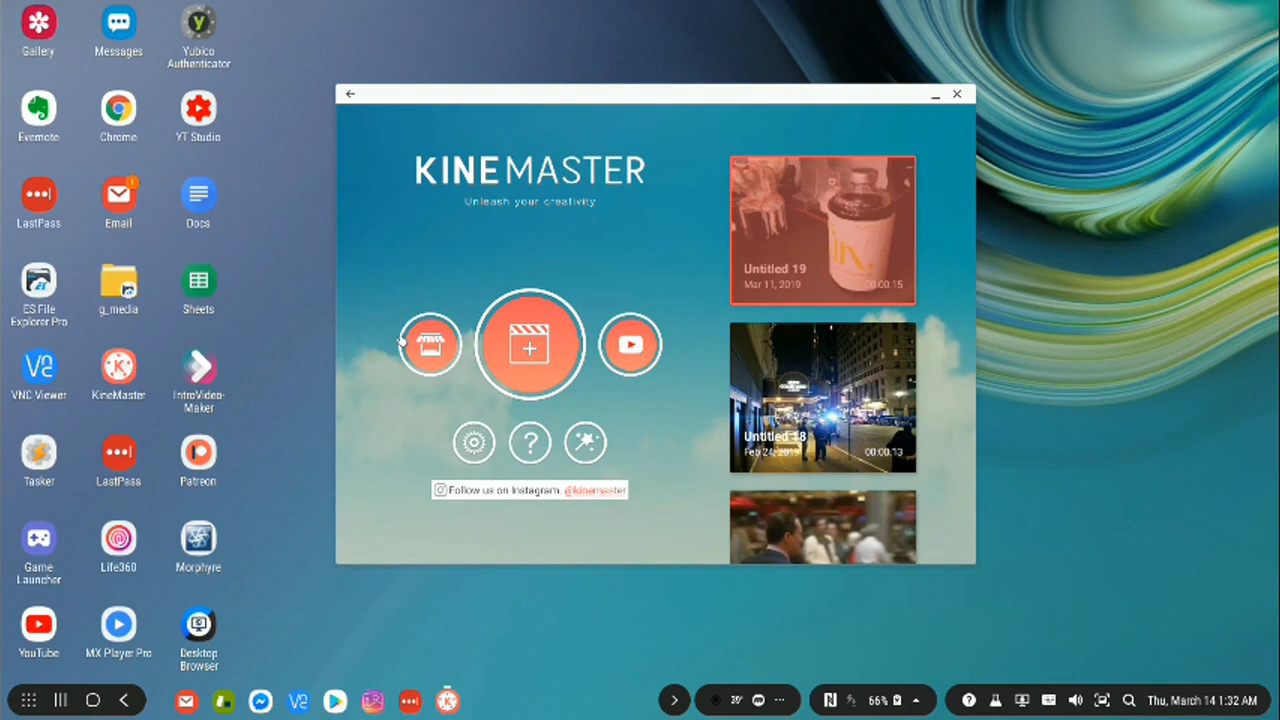 Gallery
Messages
Yubico
Authenticator
Evernote
Chrome
YT Studio
LastPass
Email
Docs
ES File
Explorer Pro
g_media
Sheets
VNC Viewer
KineMaster
IntroVideo-
Maker
Tasker
LastPass
Patreon
Game
Launcher
Life360
Morphyre
YouTube
MX Player Pro
Desktop
Browser
KINEMASTER
Unleash your creativity
Follow us on Instagram. @kinemaster
in.
Untitled 19
Mar 11, 2019
00:00:15
Untitled 18
Feb 24, 2019
00:00:13
39°
66%
Thu, March 14 1:32 AM